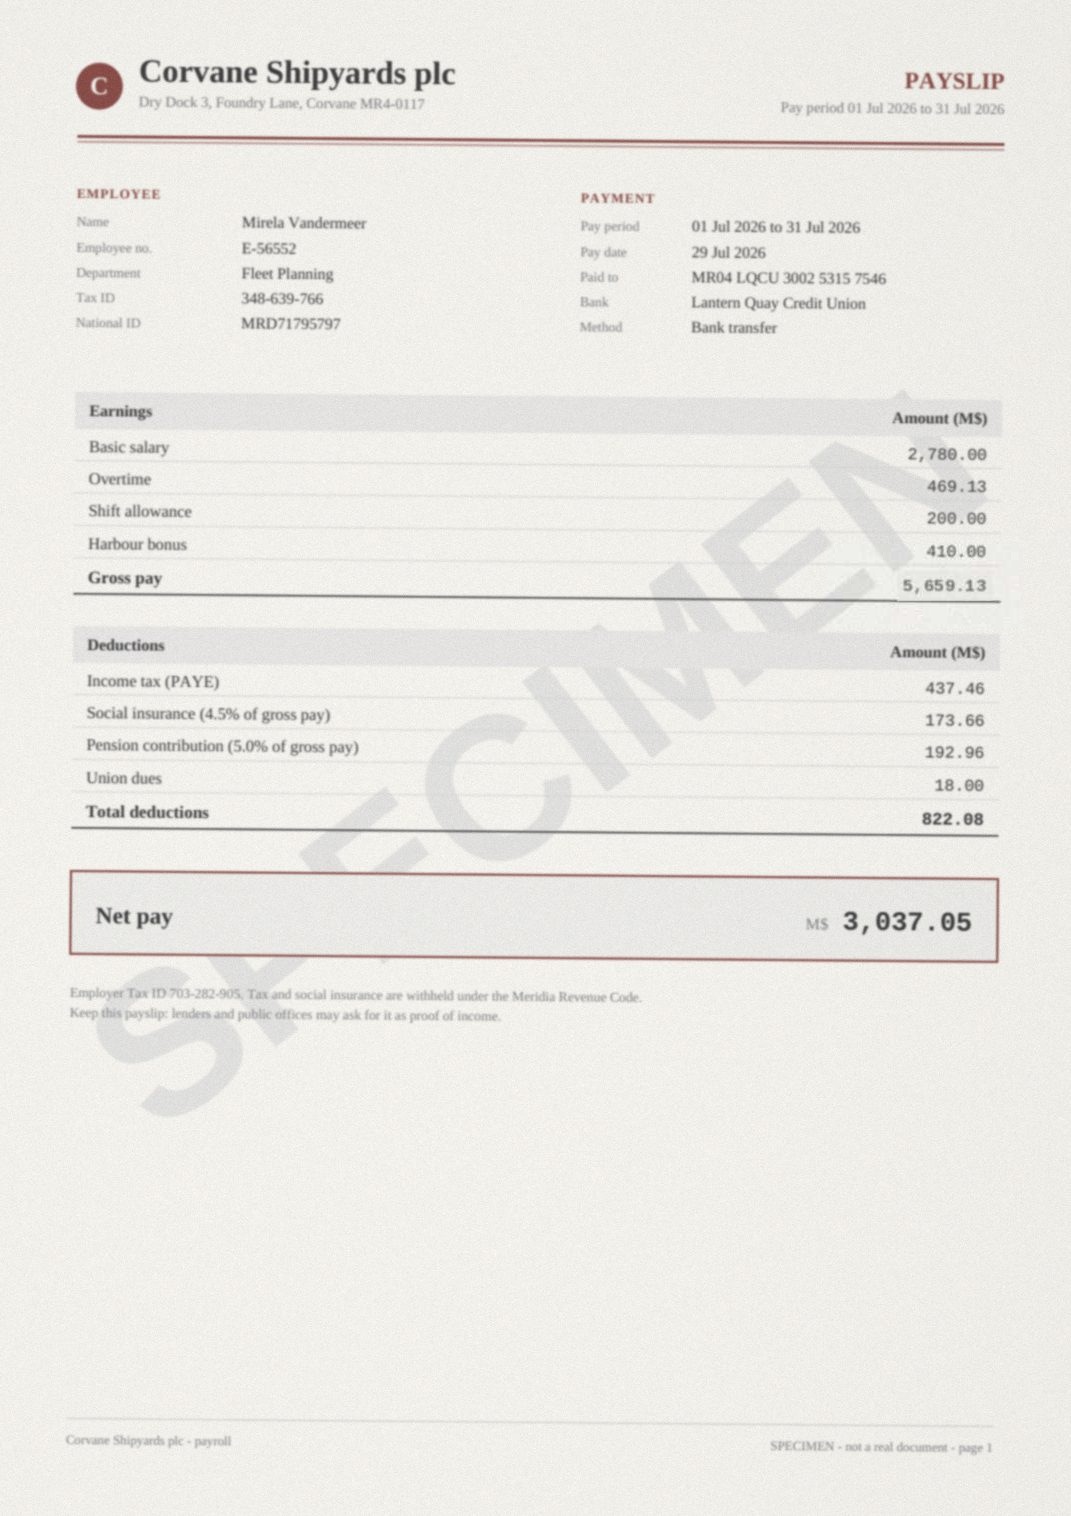 C
Corvane Shipyards plc
Dry Dock 3, Foundry Lane, Corvane MR4-0117
PAYSLIP
Pay period 01 Jul 2026 to 31 Jul 2026
EMPLOYEE
Name Mirela Vandermeer
Employee no. E-56552
Department Fleet Planning
Tax ID 348-639-766
National ID MRD71795797
PAYMENT
Pay period 01 Jul 2026 to 31 Jul 2026
Pay date 29 Jul 2026
Paid to MR04 LQCU 3002 5315 7546
Bank Lantern Quay Credit Union
Method Bank transfer
Earnings Amount (M$)
Basic salary 2,780.00
Overtime 469.13
Shift allowance 200.00
Harbour bonus 410.00
Gross pay 5,659.13
Deductions Amount (M$)
Income tax (PAYE) 437.46
Social insurance (4.5% of gross pay) 173.66
Pension contribution (5.0% of gross pay) 192.96
Union dues 18.00
Total deductions 822.08
Net pay M$ 3,037.05
Employer Tax ID 703-282-905. Tax and social insurance are withheld under the Meridia Revenue Code.
Keep this payslip: lenders and public offices may ask for it as proof of income.
SPECIMEN
Corvane Shipyards plc - payroll
SPECIMEN - not a real document - page 1